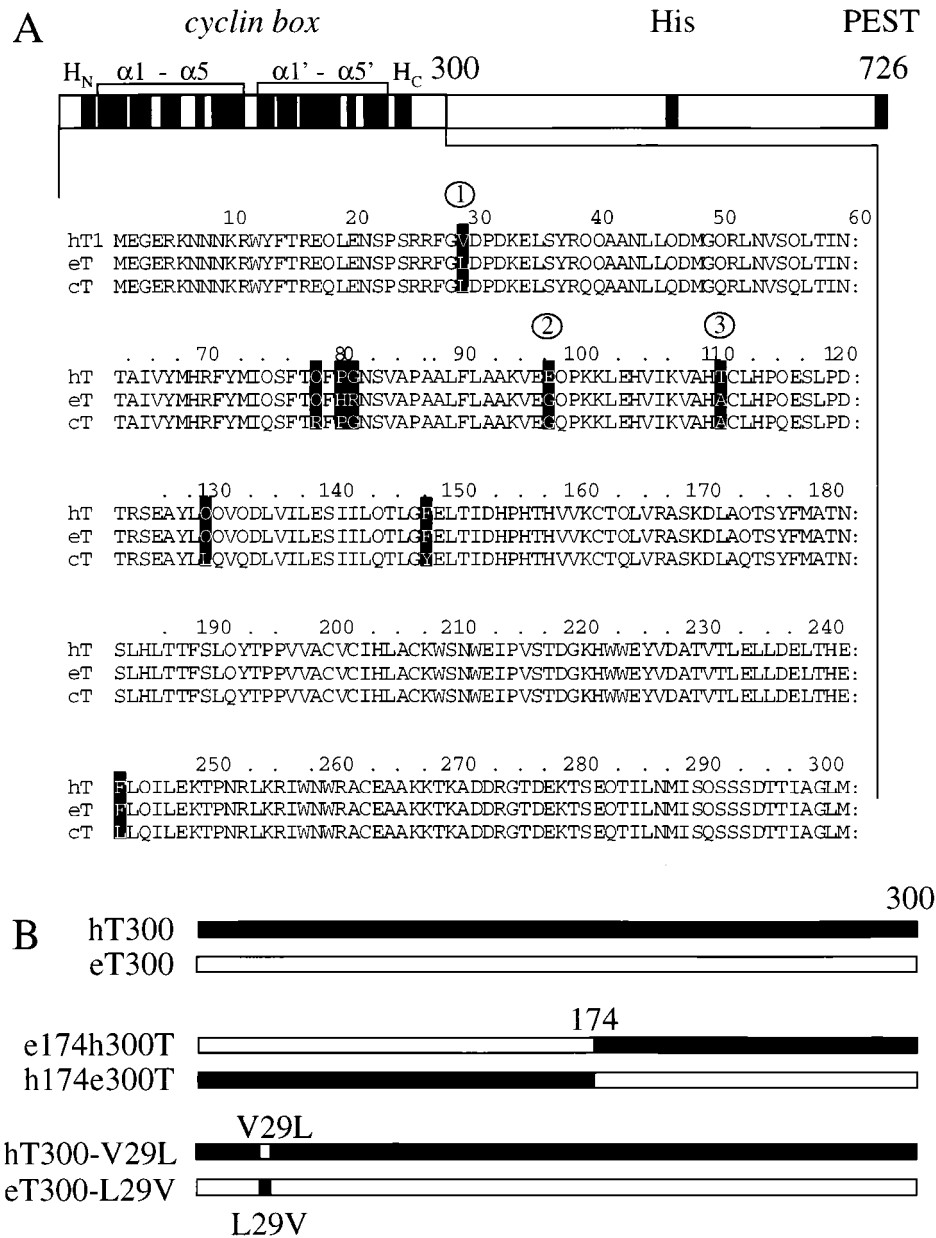 A
cyclin box His PEST
H_N α1 - α5 α1' - α5' H_C 300 726
1
10 20 30 40 50 60
hT1 MEGERKNNNKRWYFTREOLENSPSRRFGVDPDKELSYROOAANLLODMGORLNVSOLTIN:
eT MEGERKNNNKRWYFTREOLENSPSRRFGLDPDKELSYROOAANLLODMGORLNVSOLTIN:
cT MEGERKNNNKRWYFTREQLENSPSRRFGLDPDKELSYRQQAANLLQDMGQRLNVSQLTIN:
2 3
. . 70 . . 80 . . 90 . . 100 . . 110 . . 120
hT TAIVYMHRFYMIOSFTOFPGNSVAPAALFLAAKVEEOPKKLEHVIKVAHTCLHPOESLPD:
eT TAIVYMHRFYMIOSFTOFHRNSVAPAALFLAAKVEGOPKKLEHVIKVAHACLHPOESLPD:
cT TAIVYMHRFYMIQSFTRFPGNSVAPAALFLAAKVEGQPKKLEHVIKVAHACLHPQESLPD:
. .130 . . 140 . . 150 . . 160 . . 170 . . 180
hT TRSEAYLOOVODLVILESIILOTLGFELTIDHPHTHVVKCTOLVRASKDLAOTSYFMATN:
eT TRSEAYLOOVODLVILESIILOTLGFELTIDHPHTHVVKCTOLVRASKDLAOTSYFMATN:
cT TRSEAYLLQVQDLVILESIILQTLGYELTIDHPHTHVVKCTQLVRASKDLAQTSYFMATN:
. .190 . . 200 . . 210 . . 220 . . 230 . . 240
hT SLHLTTFSLOYTPPVVACVCIHLACKWSNWEIPVSTDGKHWWEYVDATVTLELLDELTHE:
eT SLHLTTFSLOYTPPVVACVCIHLACKWSNWEIPVSTDGKHWWEYVDATVTLELLDELTHE:
cT SLHLTTFSLQYTPPVVACVCIHLACKWSNWEIPVSTDGKHWWEYVDATVTLELLDELTHE:
. . 250 . .260 . . 270 . . 280 . . 290 . . 300
hT FLOILEKTPNRLKRIWNWRACEAAKKTKADDRGTDEKTSEOTILNMISOSSSDTTIAGLM:
eT FLOILEKTPNRLKRIWNWRACEAAKKTKADDRGTDEKTSEOTILNMISOSSSDTTIAGLM:
cT LLQILEKTPNRLKRIWNWRACEAAKKTKADDRGTDEKTSEQTILNMISQSSSDTTIAGLM:
B
300
hT300
eT300
174
e174h300T
h174e300T
V29L
hT300-V29L
eT300-L29V
L29V